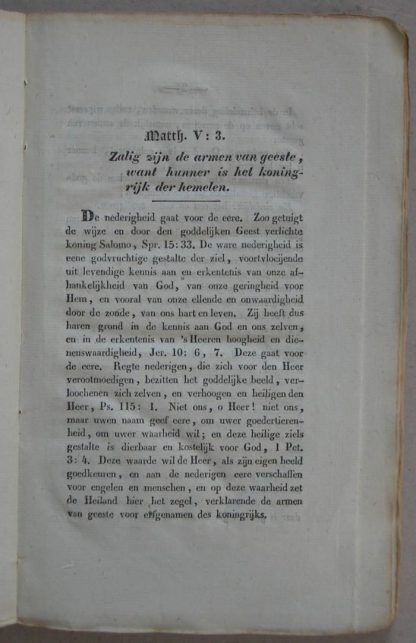 Matth. V: 3.
Zalig zijn de armen van geeste,
want hunner is het koning-
rijk der hemelen.
De nederigheid gaat voor de eere. Zoo getuigt
de wijze en door den goddelijken Geest verlichte
koning Salomo, Spr. 15: 33. De ware nederigheid is
eene godvruchtige gestalte der ziel, voortvloeijende
uit levendige kennis aan en erkentenis van onze af-
hankelijkheid van God, van onze geringheid voor
Hem, en vooral van onze ellende en onwaardigheid
door de zonde, van ons hart en leven. Zij heeft dus
haren grond in de kennis aan God en ons zelven,
en in de erkentenis van 's Heeren hoogheid en die-
nenswaardigheid, Jer. 10: 6, 7. Deze gaat voor
de eere. Regte nederigen, die zich voor den Heer
verootmoedigen, bezitten het goddelijke beeld, ver-
loochenen zich zelven, en verhoogen en heiligen den
Heer, Ps. 115: 1. Niet ons, o Heer! niet ons,
maar uwen naam geef eere, om uwer goedertieren-
heid, om uwer waarheid wil; en deze heilige ziels
gestalte is dierbaar en kostelijk voor God, 1 Pet.
3: 4. Deze waarde wil de Heer, als zijn eigen beeld
goedkeuren, en aan de nederigen eere verschaffen
voor engelen en menschen, en op deze waarheid zet
de Heiland hier het zegel, verklarende de armen
van geeste voor erfgenamen des koningrijks.